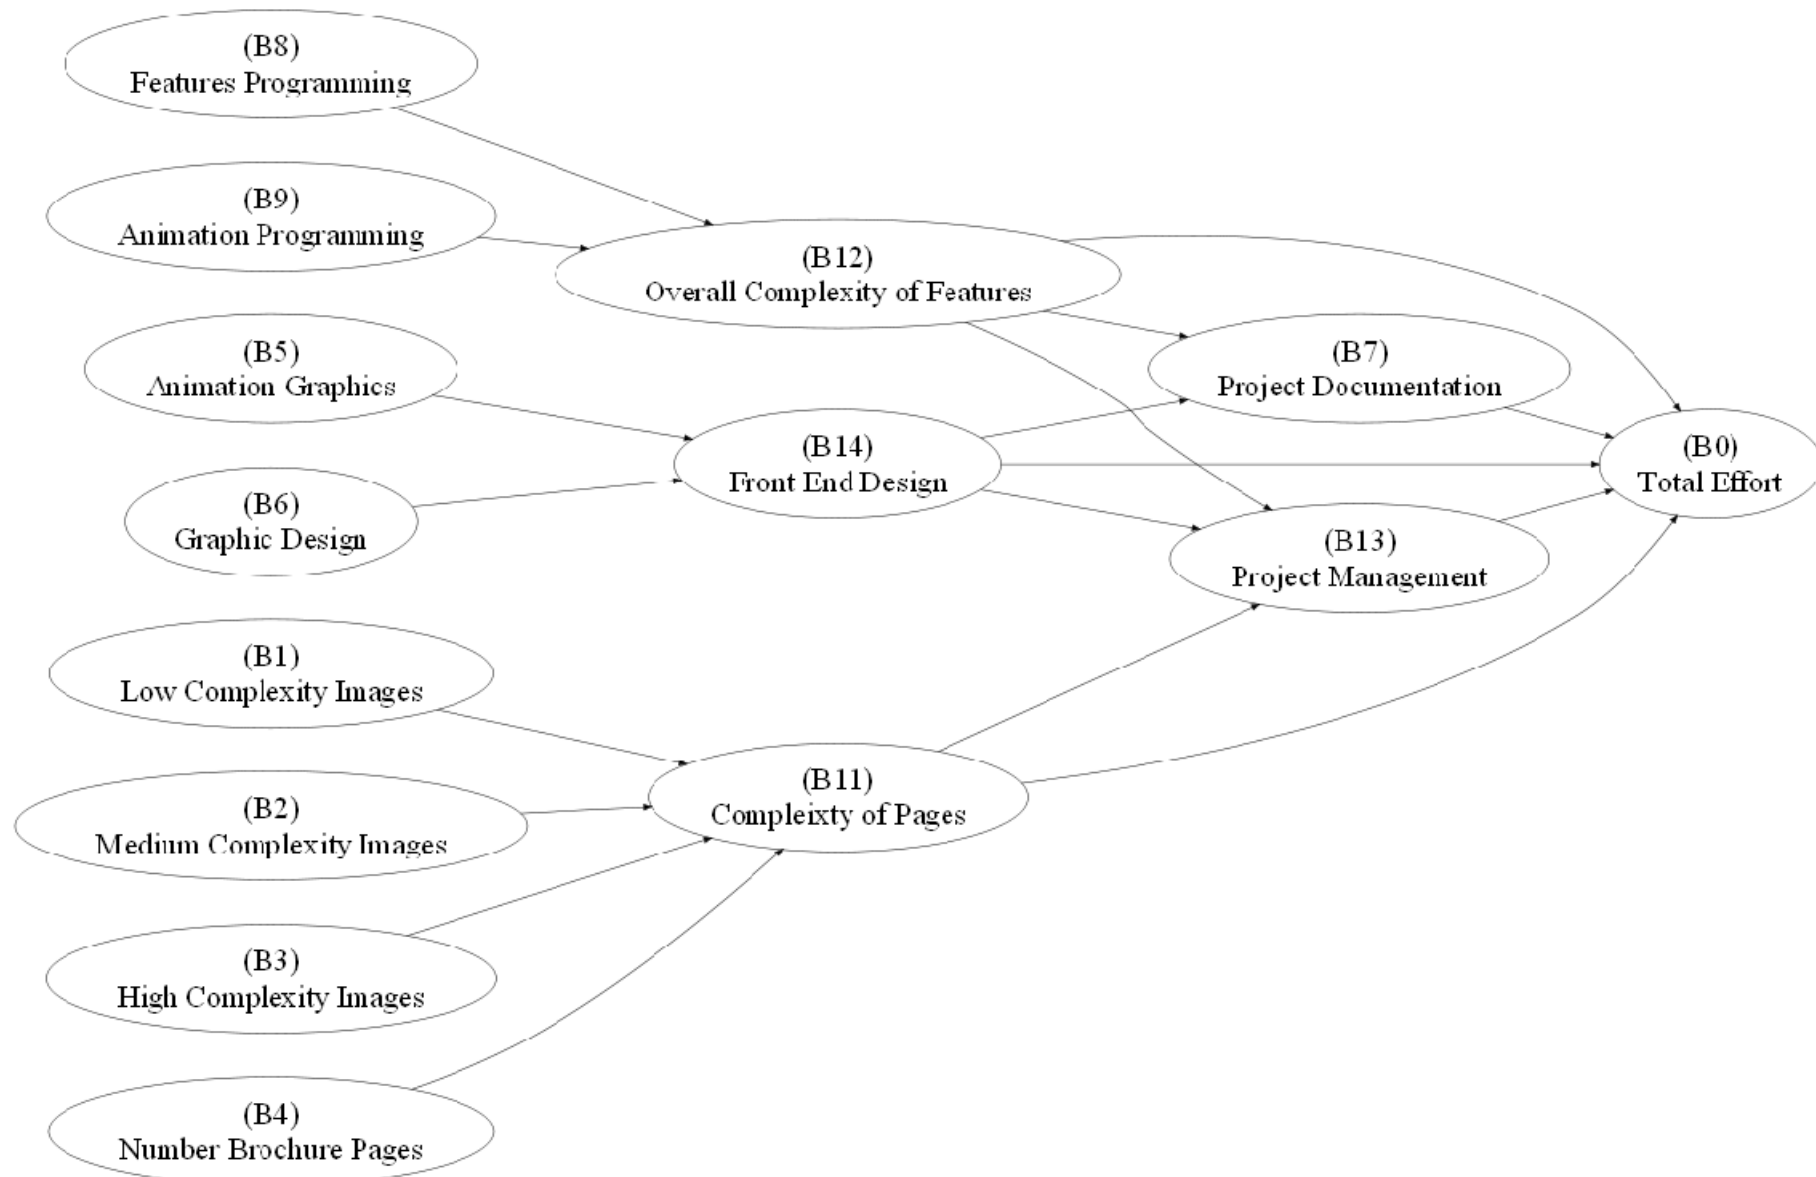 (B8)
Features Programming
(B9)
Animation Programming
(B12)
Overall Complexity of Features
(B5)
Animation Graphics
(B7)
Project Documentation
(B14)
Front End Design
(B0)
Total Effort
(B6)
Graphic Design
(B13)
Project Management
(B1)
Low Complexity Images
(B11)
Compleixty of Pages
(B2)
Medium Complexity Images
(B3)
High Complexity Images
(B4)
Number Brochure Pages